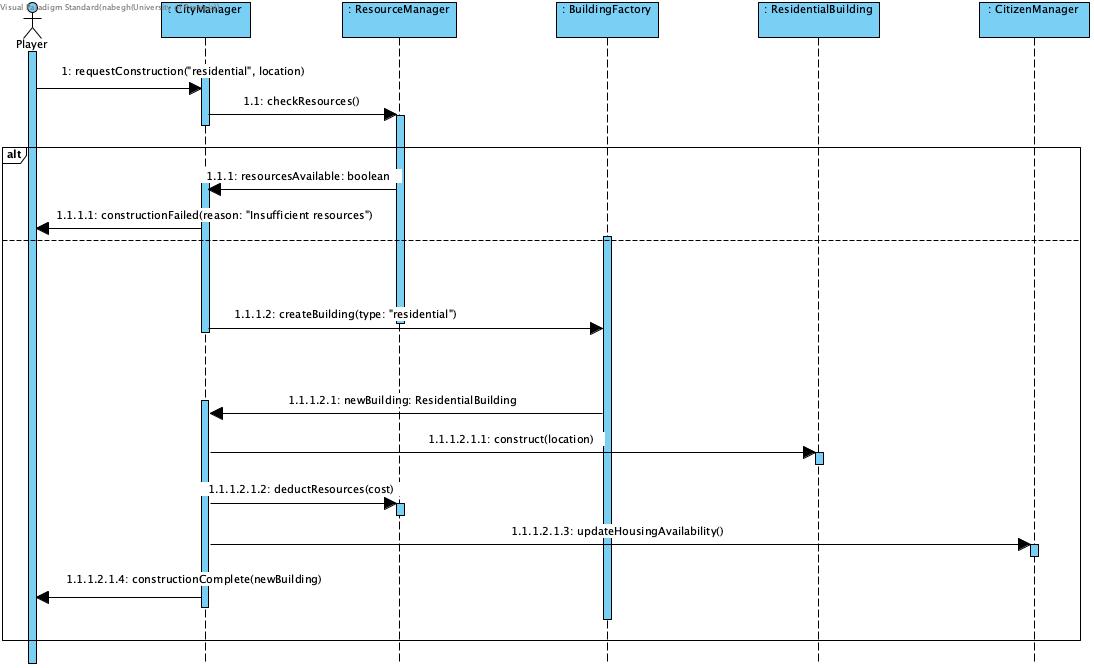 Visual Paradigm Standard(nabegh(University
: CityManager
: ResourceManager
: BuildingFactory
: ResidentialBuilding
: CitizenManager
Player
1: requestConstruction("residential", location)
1.1: checkResources()
alt
1.1.1: resourcesAvailable: boolean
1.1.1.1: constructionFailed(reason: "Insufficient resources")
1.1.1.2: createBuilding(type: "residential")
1.1.1.2.1: newBuilding: ResidentialBuilding
1.1.1.2.1.1: construct(location)
1.1.1.2.1.2: deductResources(cost)
1.1.1.2.1.3: updateHousingAvailability()
1.1.1.2.1.4: constructionComplete(newBuilding)